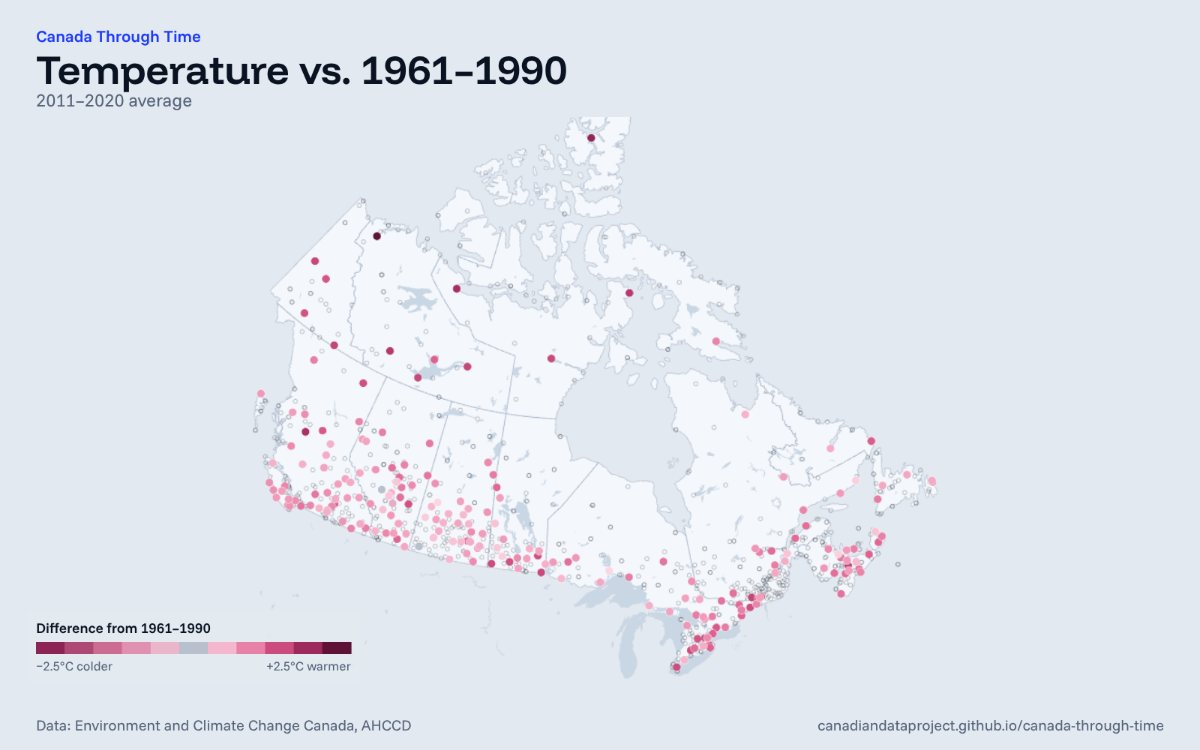 Canada Through Time
Temperature vs. 1961–1990
2011–2020 average
Difference from 1961–1990
−2.5°C colder
+2.5°C warmer
Data: Environment and Climate Change Canada, AHCCD
canadiandataproject.github.io/canada-through-time